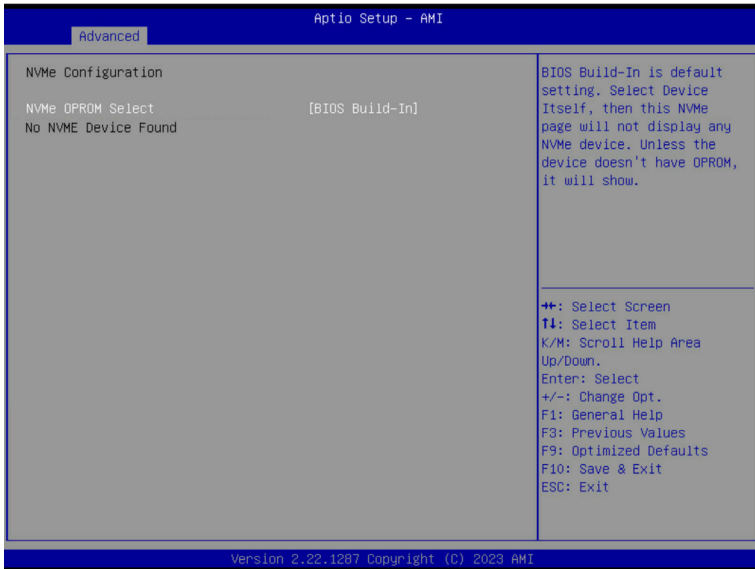 Aptio Setup – AMI
Advanced
NVMe Configuration
NVMe OPROM Select [BIOS Build-In]
No NVME Device Found
BIOS Build-In is default
setting. Select Device
Itself, then this NVMe
page will not display any
NVMe device. Unless the
device doesn't have OPROM,
it will show.
→←: Select Screen
↑↓: Select Item
K/M: Scroll Help Area
Up/Down.
Enter: Select
+/-: Change Opt.
F1: General Help
F3: Previous Values
F9: Optimized Defaults
F10: Save & Exit
ESC: Exit
Version 2.22.1287 Copyright (C) 2023 AMI